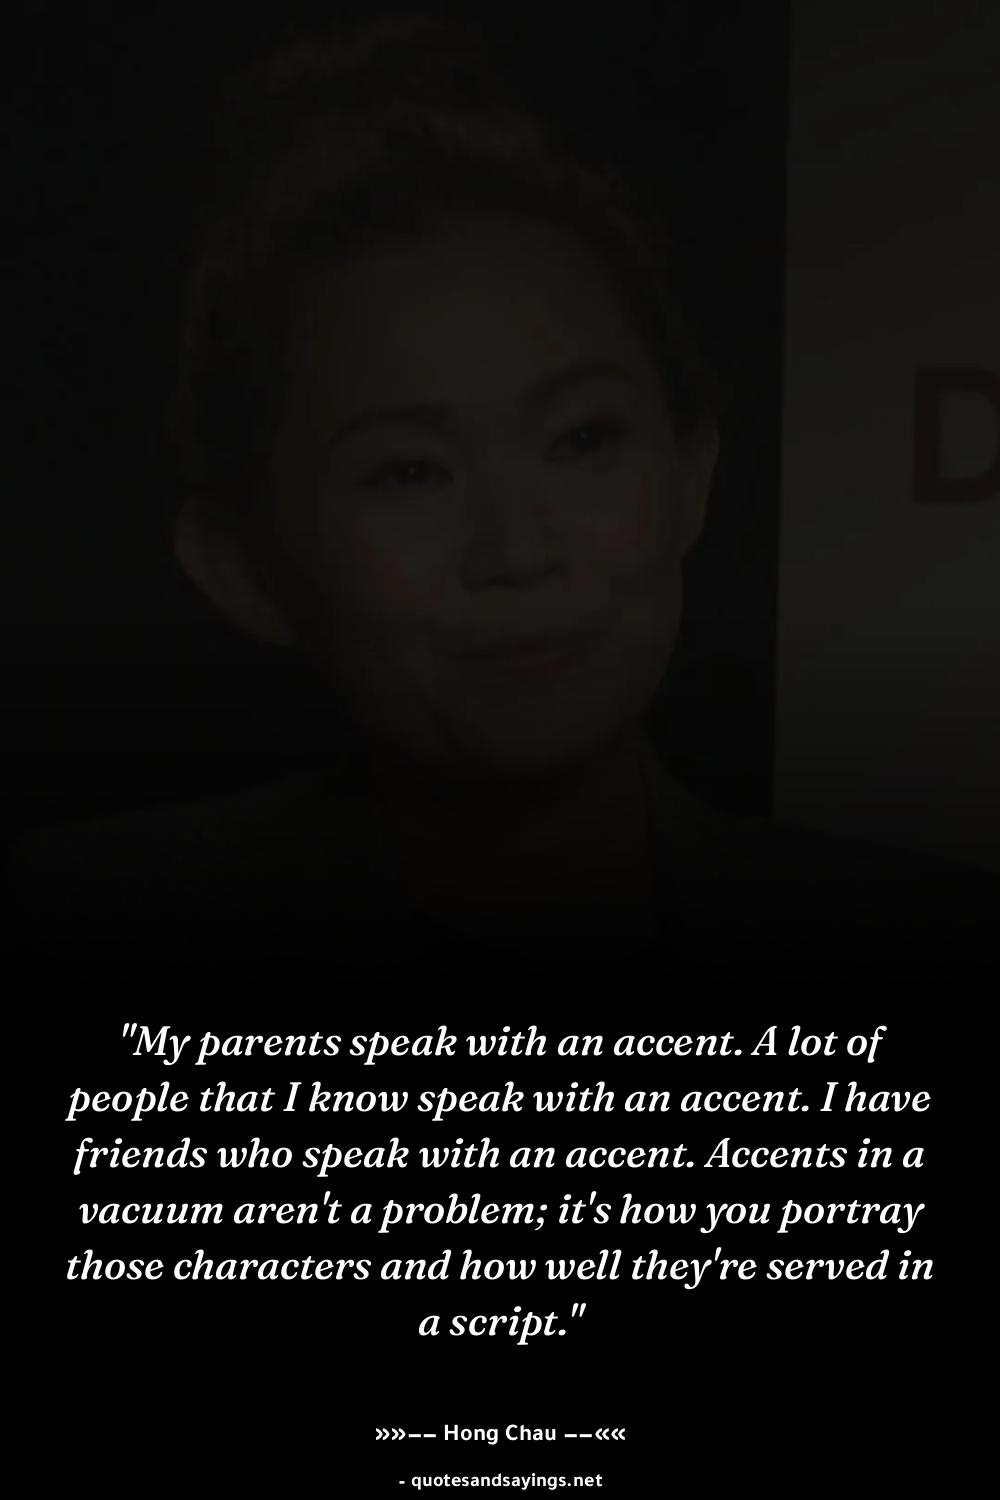 D
"My parents speak with an accent. A lot of
people that I know speak with an accent. I have
friends who speak with an accent. Accents in a
vacuum aren't a problem; it's how you portray
those characters and how well they're served in
a script."
»»—— Hong Chau ——««
- quotesandsayings.net